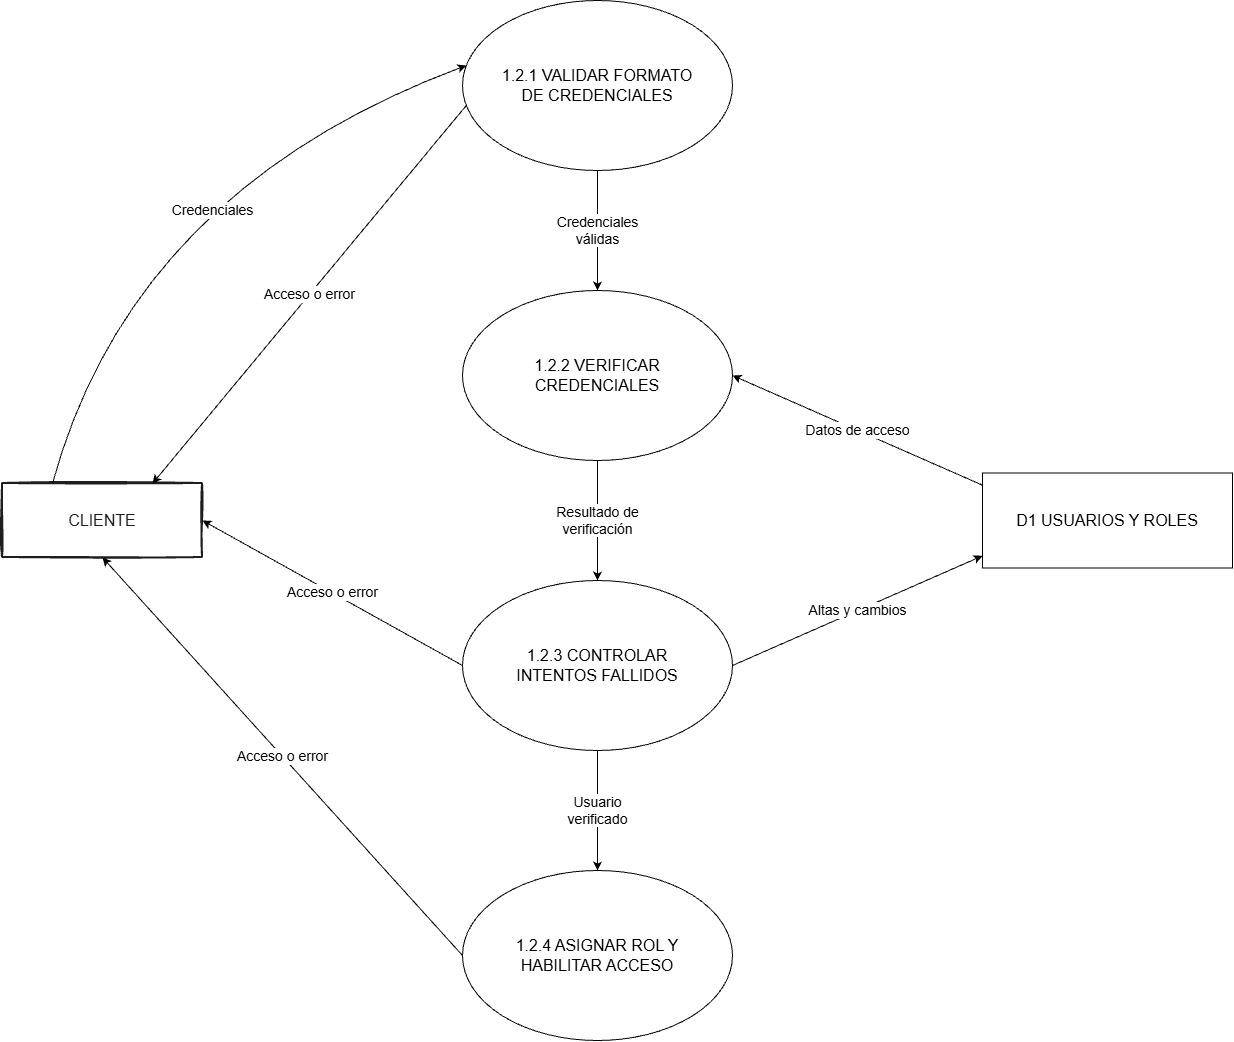 1.2.1 VALIDAR FORMATO
DE CREDENCIALES
Credenciales
Credenciales
válidas
Acceso o error
1.2.2 VERIFICAR
CREDENCIALES
Datos de acceso
CLIENTE
Resultado de
verificación
D1 USUARIOS Y ROLES
Acceso o error
Altas y cambios
1.2.3 CONTROLAR
INTENTOS FALLIDOS
Acceso o error
Usuario
verificado
1.2.4 ASIGNAR ROL Y
HABILITAR ACCESO